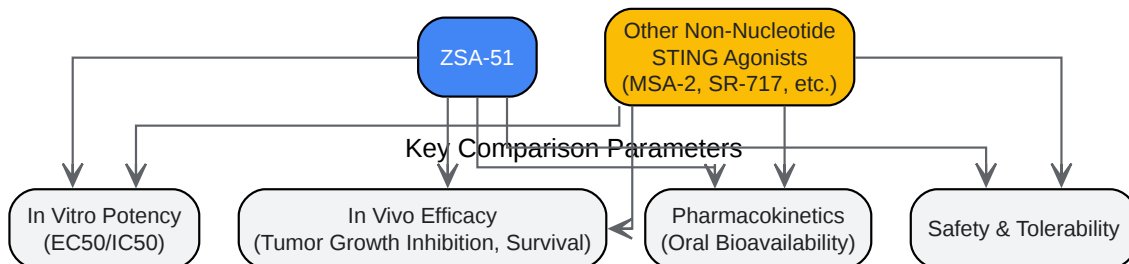 ZSA-51
Other Non-Nucleotide
STING Agonists
(MSA-2, SR-717, etc.)
Key Comparison Parameters
In Vitro Potency
(EC50/IC50)
In Vivo Efficacy
(Tumor Growth Inhibition, Survival)
Pharmacokinetics
(Oral Bioavailability)
Safety & Tolerability